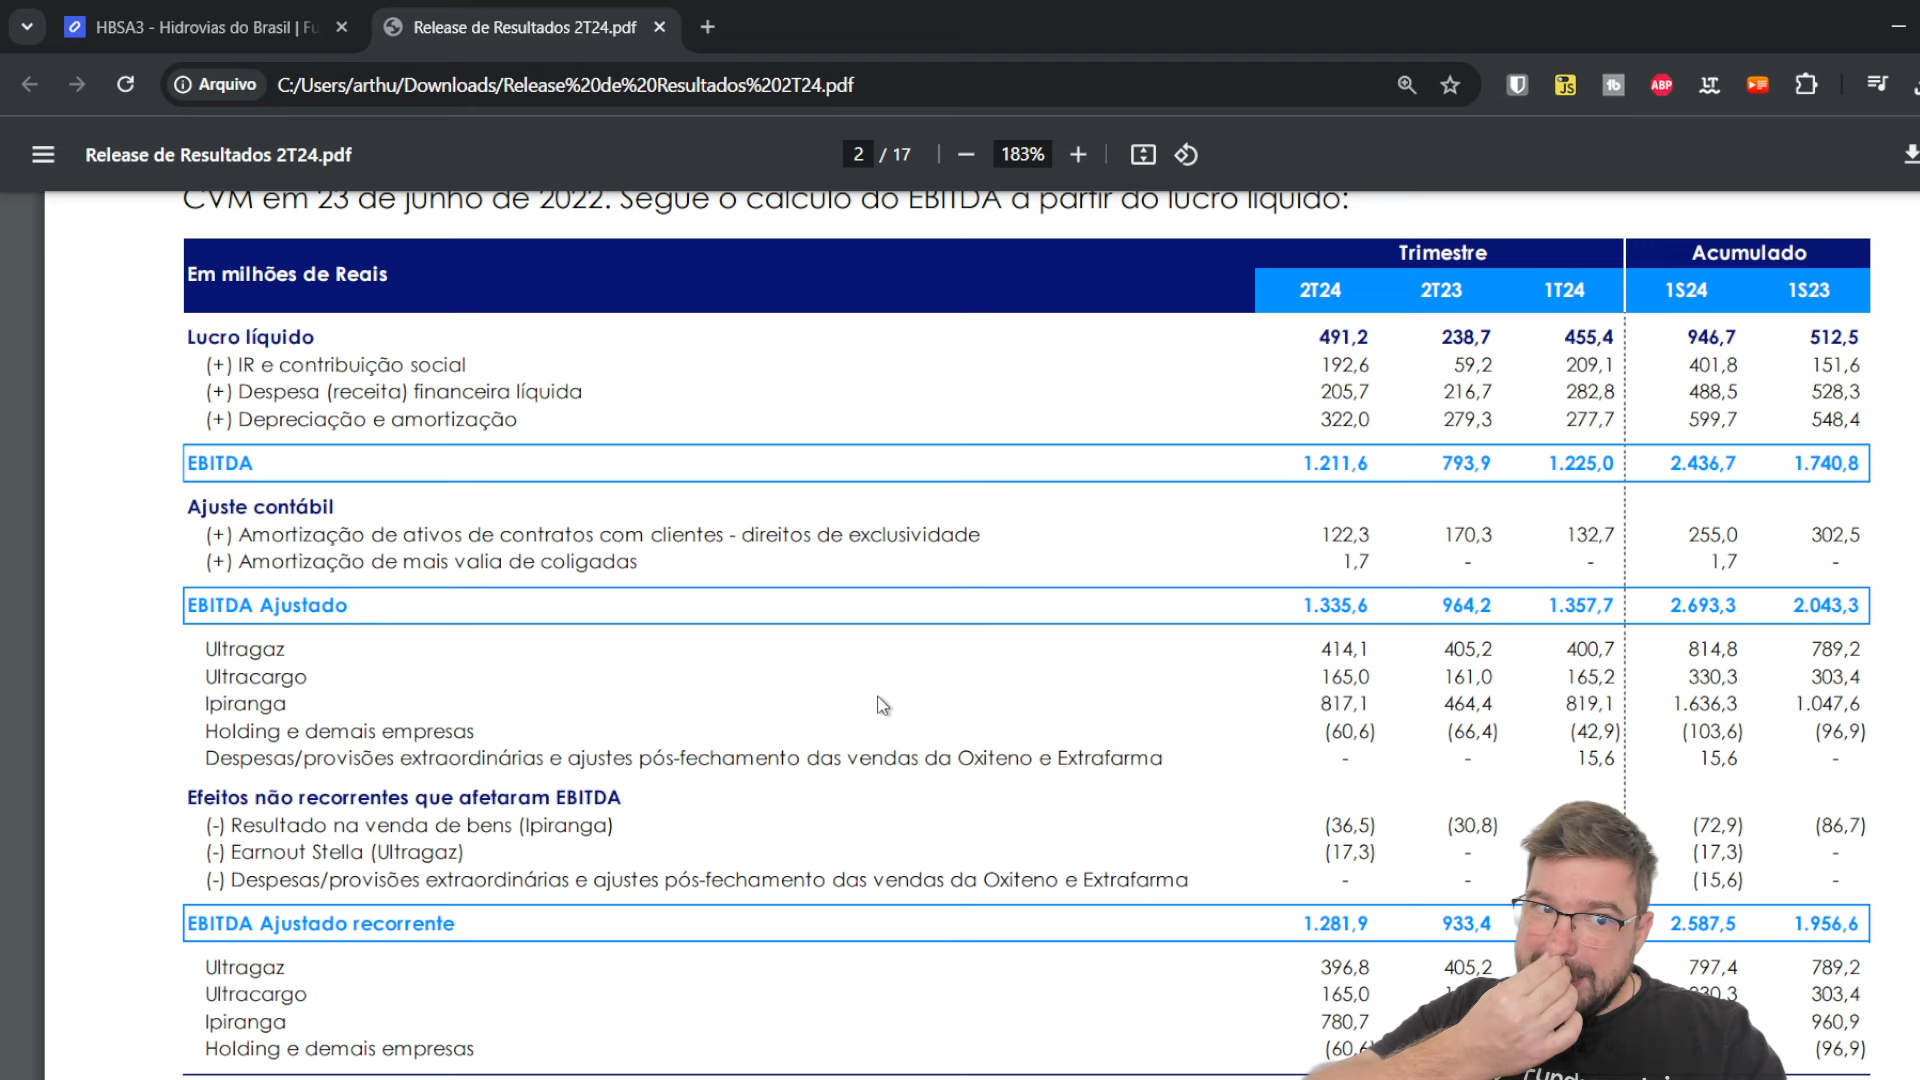 HBSA3 - Hidrovias do Brasil | Fu
Release de Resultados 2T24.pdf
Arquivo C:/Users/arthu/Downloads/Release%20de%20Resultados%202T24.pdf
JS
tb
ABP
Release de Resultados 2T24.pdf
2 / 17
183%
CVM em 23 de junho de 2022. Segue o cálculo do EBITDA a partir do lucro líquido:
Em milhões de Reais Trimestre Acumulado
2T24 2T23 1T24 1S24 1S23
Lucro líquido 491,2 238,7 455,4 946,7 512,5
(+) IR e contribuição social 192,6 59,2 209,1 401,8 151,6
(+) Despesa (receita) financeira líquida 205,7 216,7 282,8 488,5 528,3
(+) Depreciação e amortização 322,0 279,3 277,7 599,7 548,4
EBITDA 1.211,6 793,9 1.225,0 2.436,7 1.740,8
Ajuste contábil
(+) Amortização de ativos de contratos com clientes - direitos de exclusividade 122,3 170,3 132,7 255,0 302,5
(+) Amortização de mais valia de coligadas 1,7 - - 1,7 -
EBITDA Ajustado 1.335,6 964,2 1.357,7 2.693,3 2.043,3
Ultragaz 414,1 405,2 400,7 814,8 789,2
Ultracargo 165,0 161,0 165,2 330,3 303,4
Ipiranga 817,1 464,4 819,1 1.636,3 1.047,6
Holding e demais empresas (60,6) (66,4) (42,9) (103,6) (96,9)
Despesas/provisões extraordinárias e ajustes pós-fechamento das vendas da Oxiteno e Extrafarma - - 15,6 15,6 -
Efeitos não recorrentes que afetaram EBITDA
(-) Resultado na venda de bens (Ipiranga) (36,5) (30,8) (72,9) (86,7)
(-) Earnout Stella (Ultragaz) (17,3) - (17,3) -
(-) Despesas/provisões extraordinárias e ajustes pós-fechamento das vendas da Oxiteno e Extrafarma - - (15,6) -
EBITDA Ajustado recorrente 1.281,9 933,4 2.587,5 1.956,6
Ultragaz 396,8 405,2 797,4 789,2
Ultracargo 165,0 303,4
Ipiranga 780,7 960,9
Holding e demais empresas (60,6 (96,9)